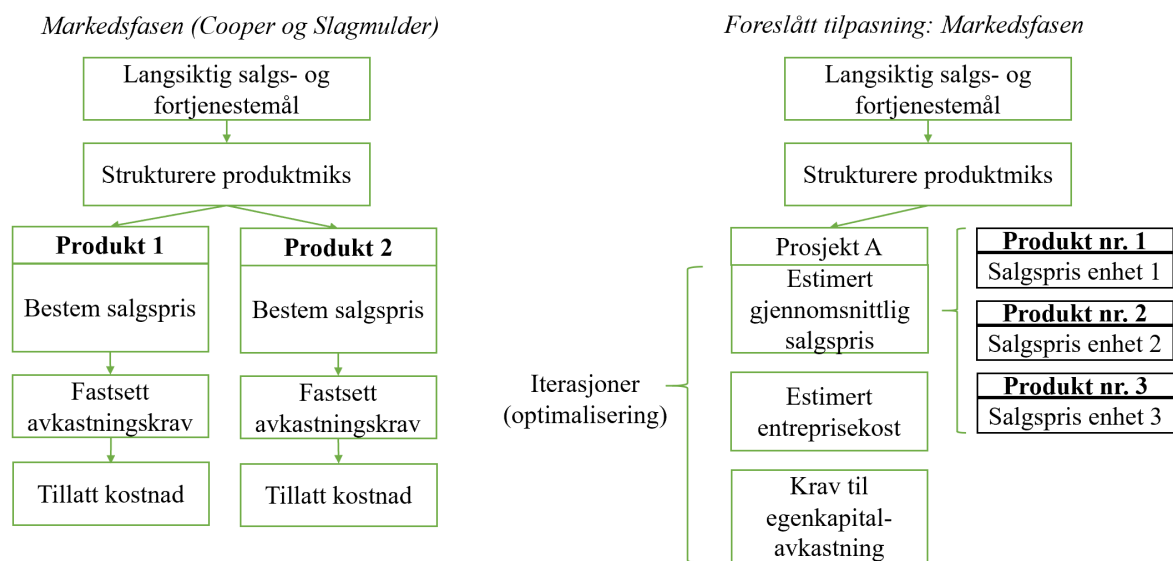 Markedsfasen (Cooper og Slagmulder)
Langsiktig salgs- og
fortjenestemål
Strukturere produktmiks
Produkt 1
Bestem salgspris
Fastsett
avkastningskrav
Tillatt kostnad
Produkt 2
Bestem salgspris
Fastsett
avkastningskrav
Tillatt kostnad
Foreslått tilpasning: Markedsfasen
Langsiktig salgs- og
fortjenestemål
Strukturere produktmiks
Iterasjoner
(optimalisering)
Prosjekt A
Estimert
gjennomsnittlig
salgspris
Estimert
entreprisekost
Krav til
egenkapital-
avkastning
Produkt nr. 1
Salgspris enhet 1
Produkt nr. 2
Salgspris enhet 2
Produkt nr. 3
Salgspris enhet 3